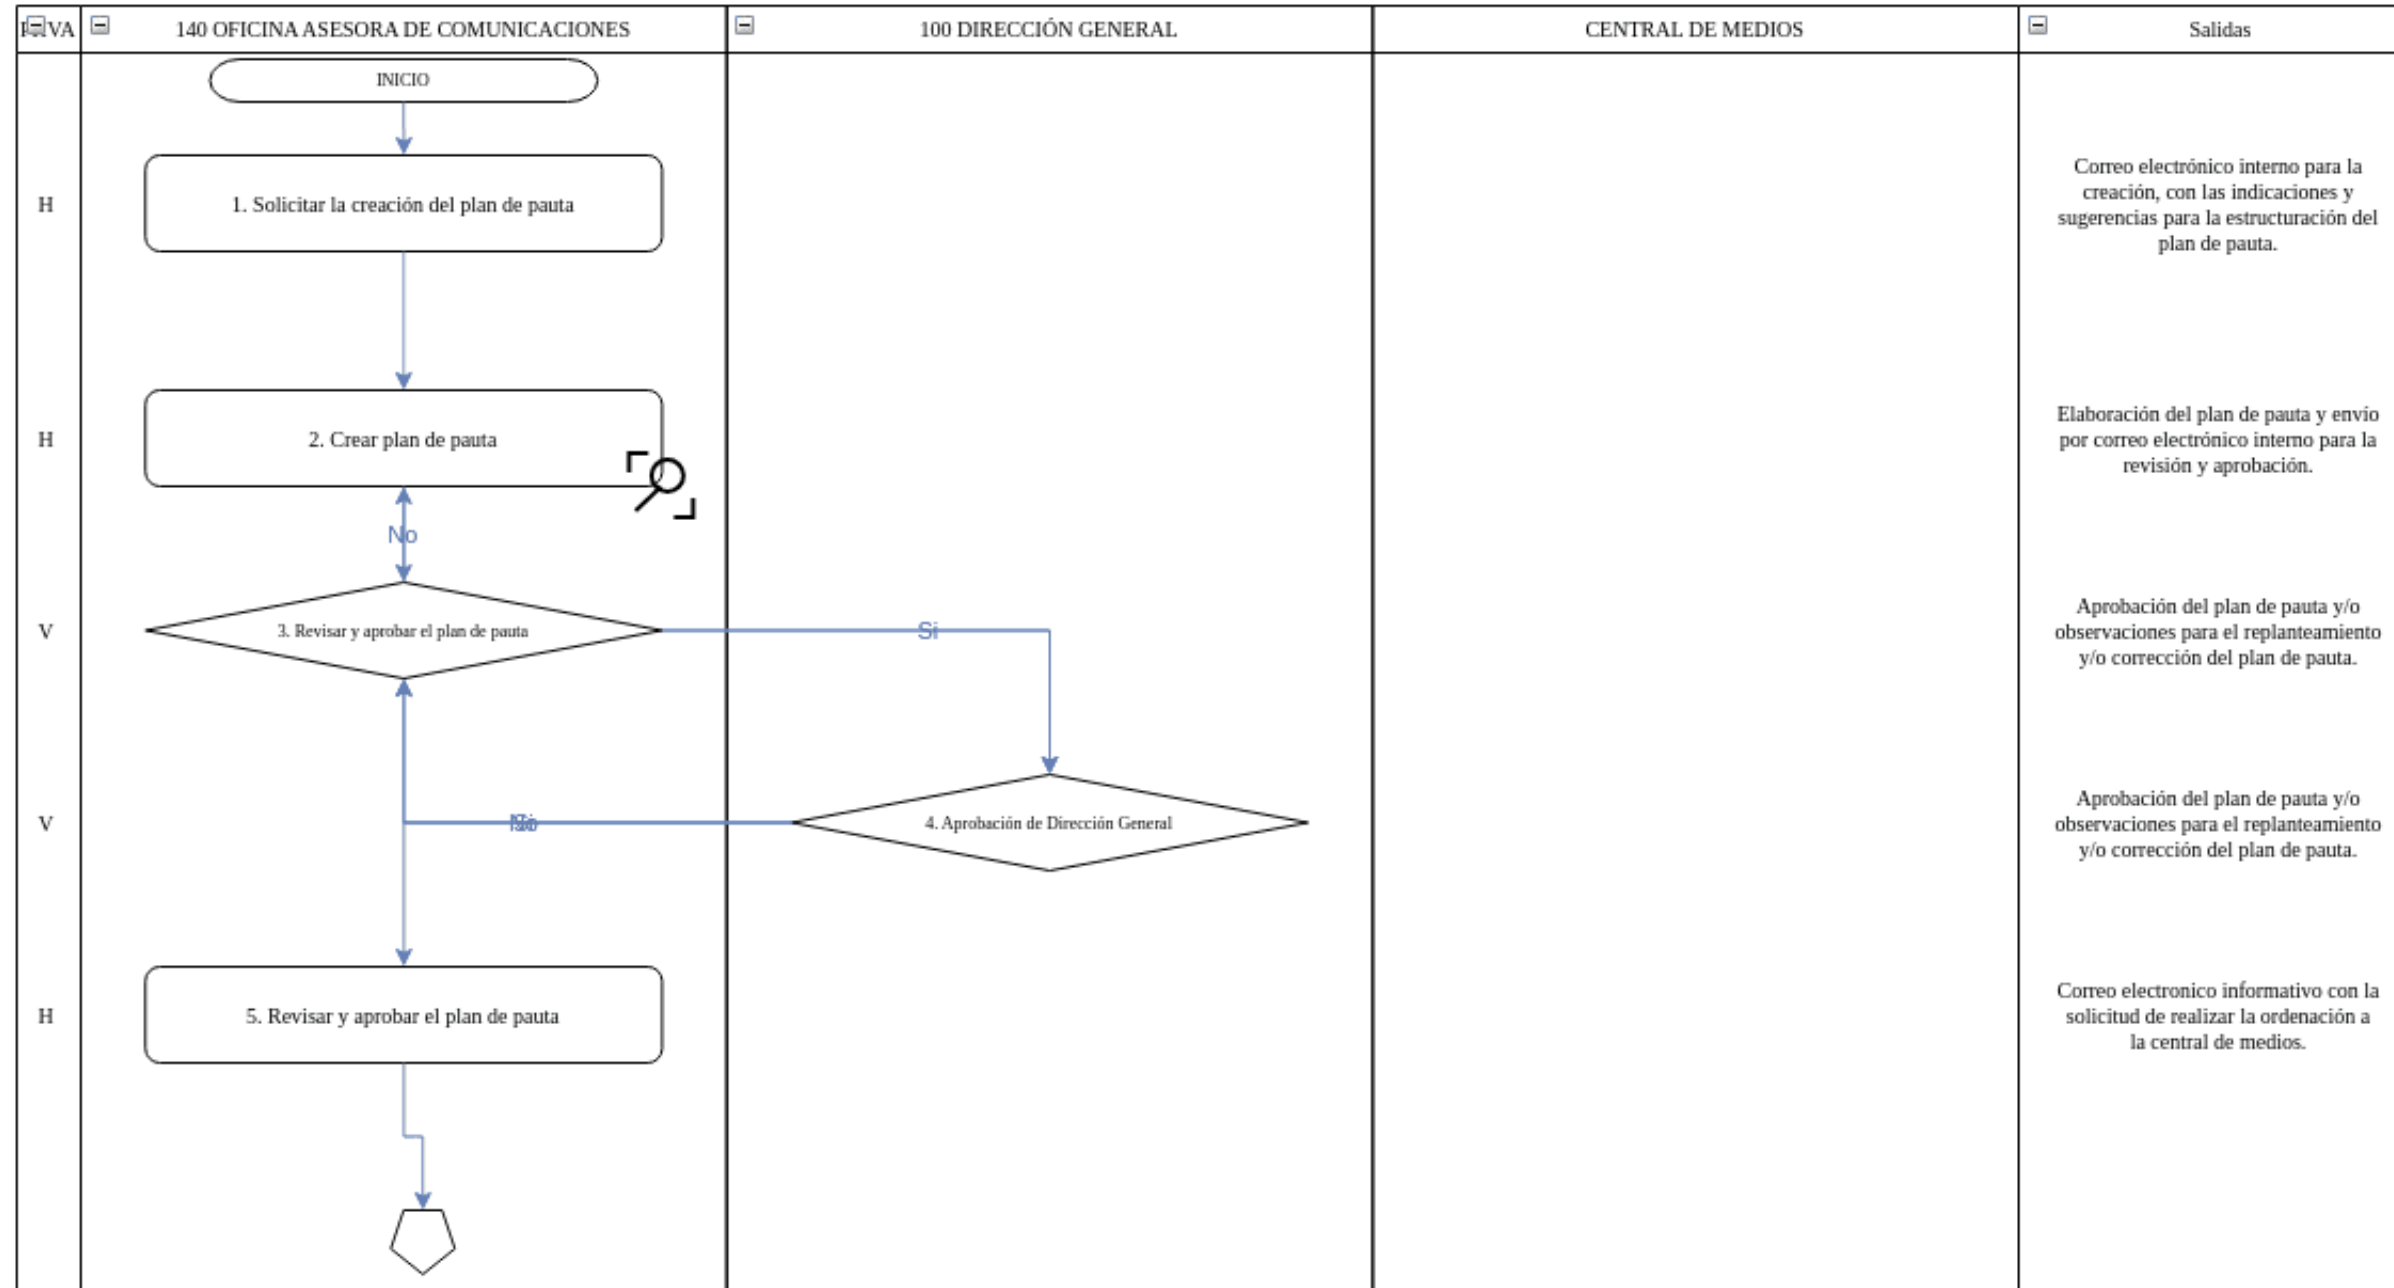 VA
140 OFICINA ASESORA DE COMUNICACIONES
100 DIRECCIÓN GENERAL
CENTRAL DE MEDIOS
Salidas
INICIO
H
1. Solicitar la creación del plan de pauta
Correo electrónico interno para la
creación, con las indicaciones y
sugerencias para la estructuración del
plan de pauta.
H
2. Crear plan de pauta
Elaboración del plan de pauta y envio
por correo electrónico interno para la
revisión y aprobación.
No
V
3. Revisar y aprobar el plan de pauta
Si
Aprobación del plan de pauta y/o
observaciones para el replanteamiento
y/o corrección del plan de pauta.
V
No
Si
4. Aprobación de Dirección General
Aprobación del plan de pauta y/o
observaciones para el replanteamiento
y/o corrección del plan de pauta.
H
5. Revisar y aprobar el plan de pauta
Correo electronico informativo con la
solicitud de realizar la ordenación a
la central de medios.